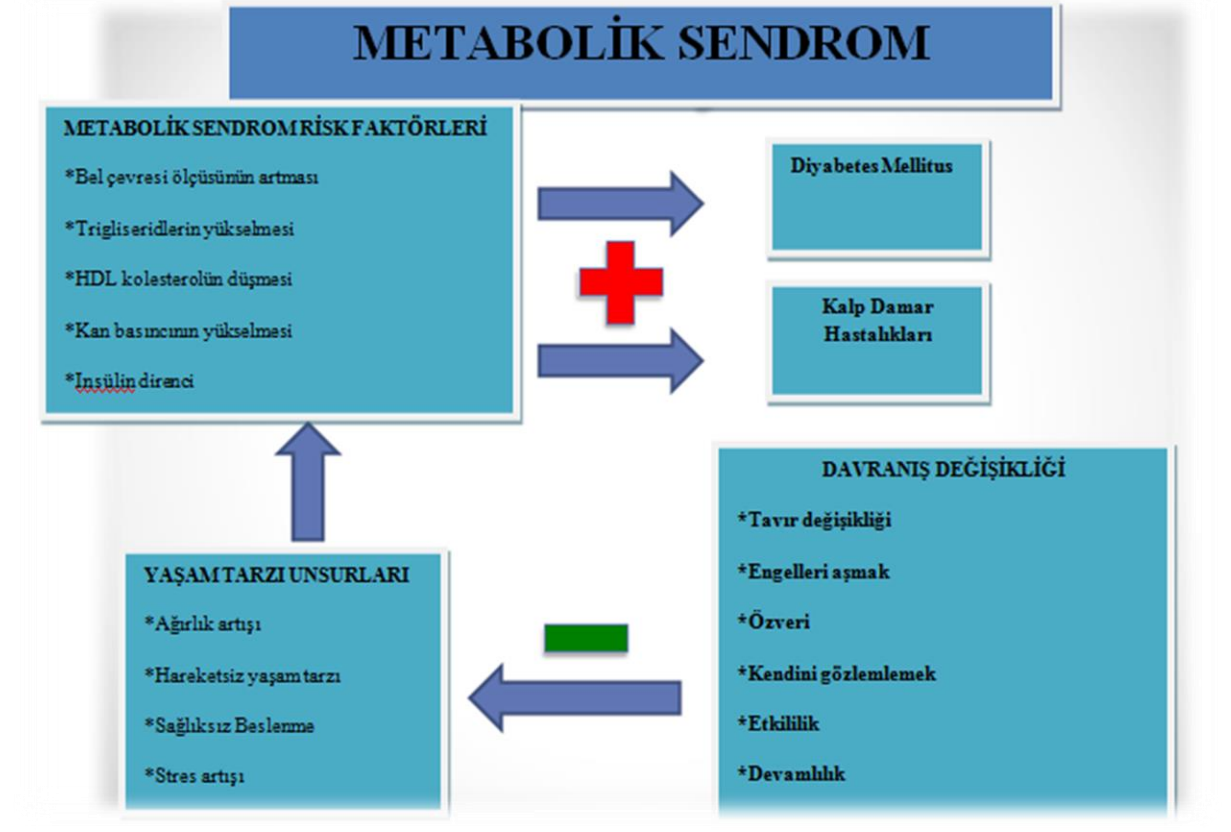 METABOLİK SENDROM
METABOLİK SENDROM RİSK FAKTÖRLERİ
*Bel çevresi ölçüsünün artması
*Trigliseridlerin yükselmesi
*HDL kolesterolün düşmesi
*Kan basıncının yükselmesi
*Insülin direnci
Diyabetes Mellitus
Kalp Damar
Hastalıkları
YAŞAM TARZI UNSURLARI
*Ağırlık artışı
*Hareketsiz yaşam tarzı
*Sağlıksız Beslenme
*Stres artışı
DAVRANIŞ DEĞİŞİKLİĞİ
*Tavır değişikliği
*Engelleri aşmak
*Özveri
*Kendini gözlemlemek
*Etkililik
*Devamlılık